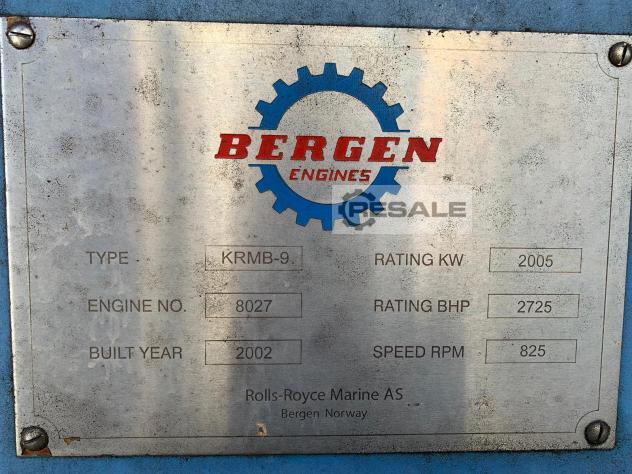 BERGEN
ENGINES
RESALE
TYPE KRMB-9 RATING KW 2005
ENGINE NO. 8027 RATING BHP 2725
BUILT YEAR 2002 SPEED RPM 825
Rolls-Royce Marine AS
Bergen Norway